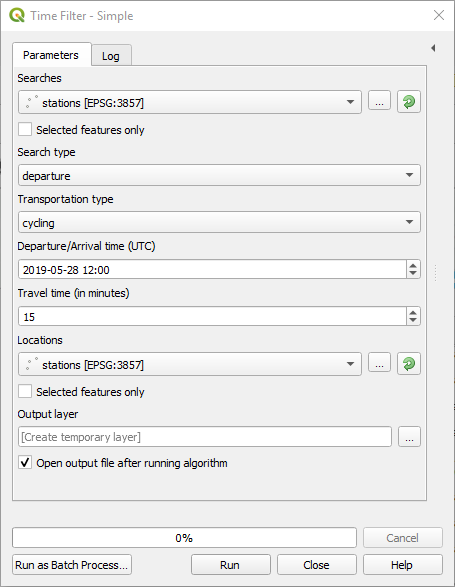 Time Filter - Simple
Parameters
Log
Searches
stations [EPSG:3857]
...
Selected features only
Search type
departure
Transportation type
cycling
Departure/Arrival time (UTC)
2019-05-28 12:00
Travel time (in minutes)
15
Locations
stations [EPSG:3857]
...
Selected features only
Output layer
[Create temporary layer]
...
Open output file after running algorithm
0%
Cancel
Run as Batch Process...
Run
Close
Help